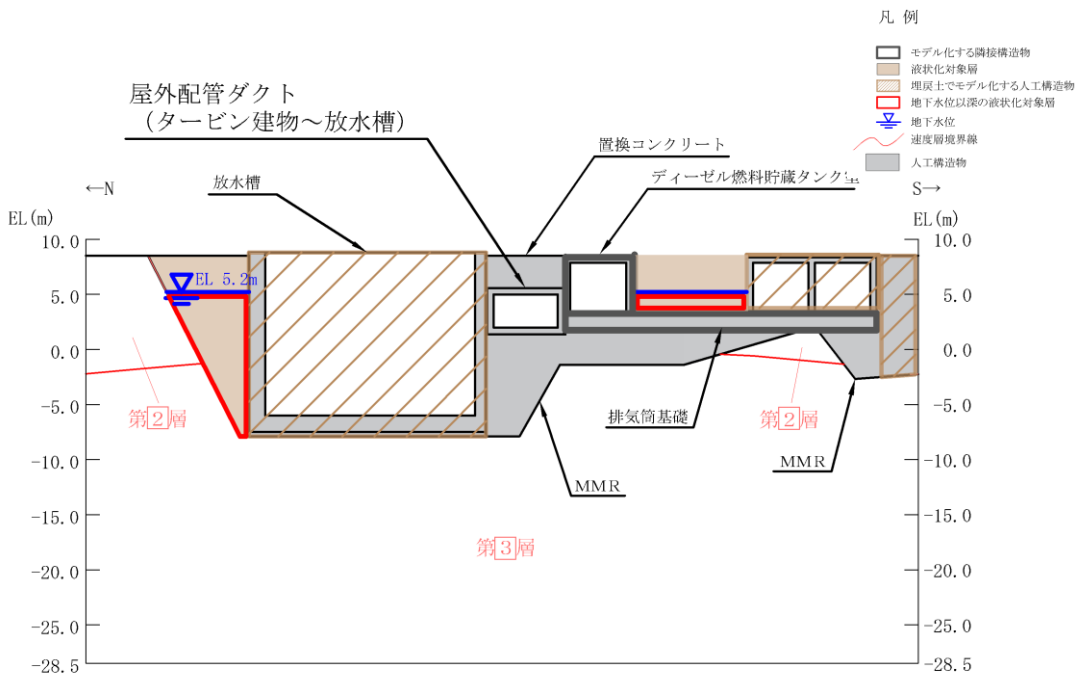 凡 例
モデル化する隣接構造物
液状化対象層
埋戻土でモデル化する人工構造物
地下水位以深の液状化対象層
地下水位
速度層境界線
人工構造物
屋外配管ダクト
（タービン建物～放水槽）
置換コンクリート
放水槽
ディーゼル燃料貯蔵タンク
←N
S→
EL(m)
EL(m)
10.0
10.0
EL 5.2m
5.0
5.0
0.0
0.0
第2層
排気筒基礎
第2層
-5.0
-5.0
MMR
MMR
-10.0
-10.0
-15.0
-15.0
第3層
-20.0
-20.0
-25.0
-25.0
-28.5
-28.5